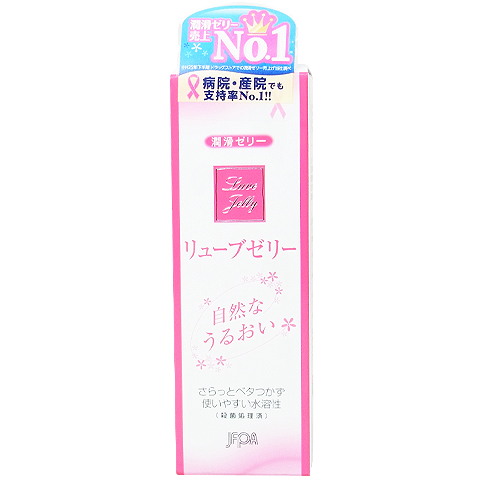 潤滑ゼリー
売上
No.1
病院・産院でも
支持率No.1!!
潤滑ゼリー
Luve
Jelly
リューブゼリー
自然な
うるおい
さらっとベタつかず
使いやすい水溶性
(殺菌処理済)
JFPA